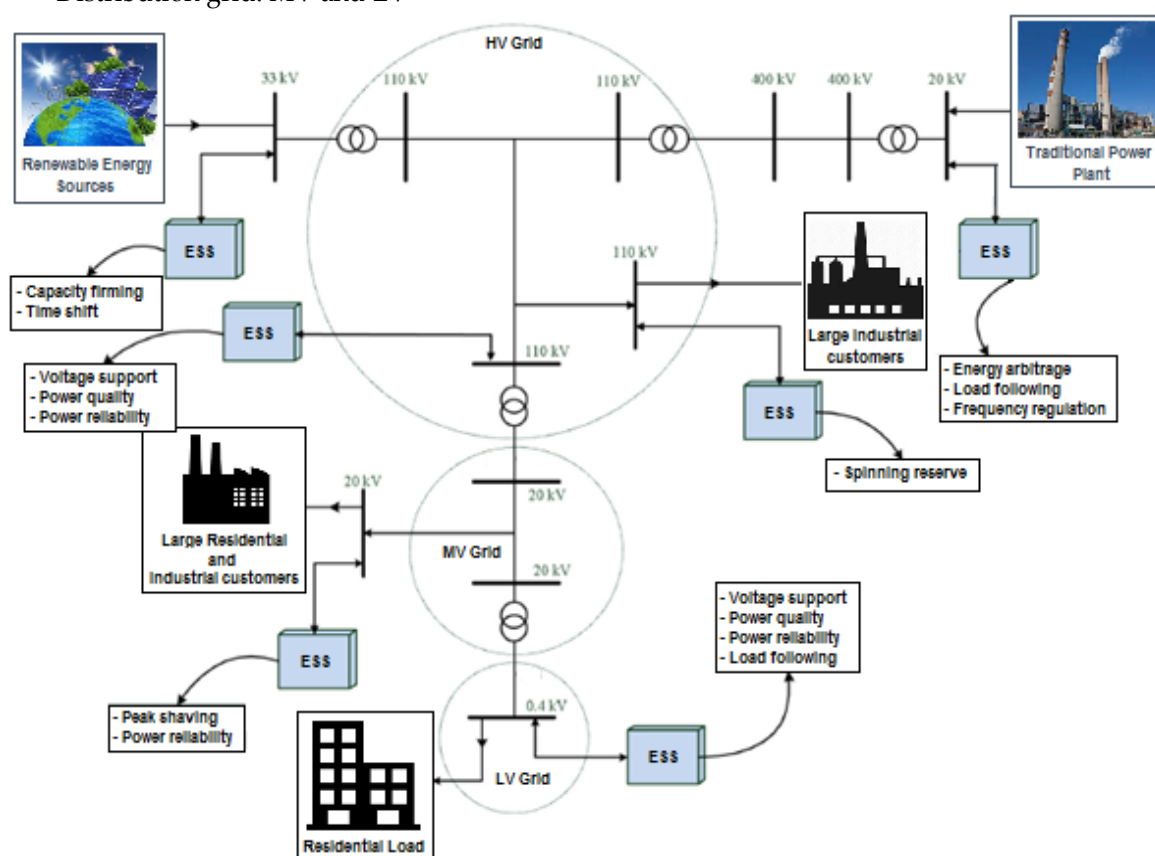 Distribution grid: MV and LV
HV Grid
33 kV
110 kV
110 kV
400 kV
400 kV
20 kV
Renewable Energy
Sources
Traditional Power
Plant
ESS
- Capacity firming
- Time shift
ESS
- Voltage support
- Power quality
- Power reliability
110 kV
110 kV
Large Industrial
customers
ESS
- Energy arbitrage
- Load following
- Frequency regulation
ESS
- Spinning reserve
20 kV
Large Residential
and
Industrial customers
20 kV
MV Grid
20 kV
ESS
- Peak shaving
- Power reliability
- Voltage support
- Power quality
- Power reliability
- Load following
0.4 kV
ESS
LV Grid
Residential Load